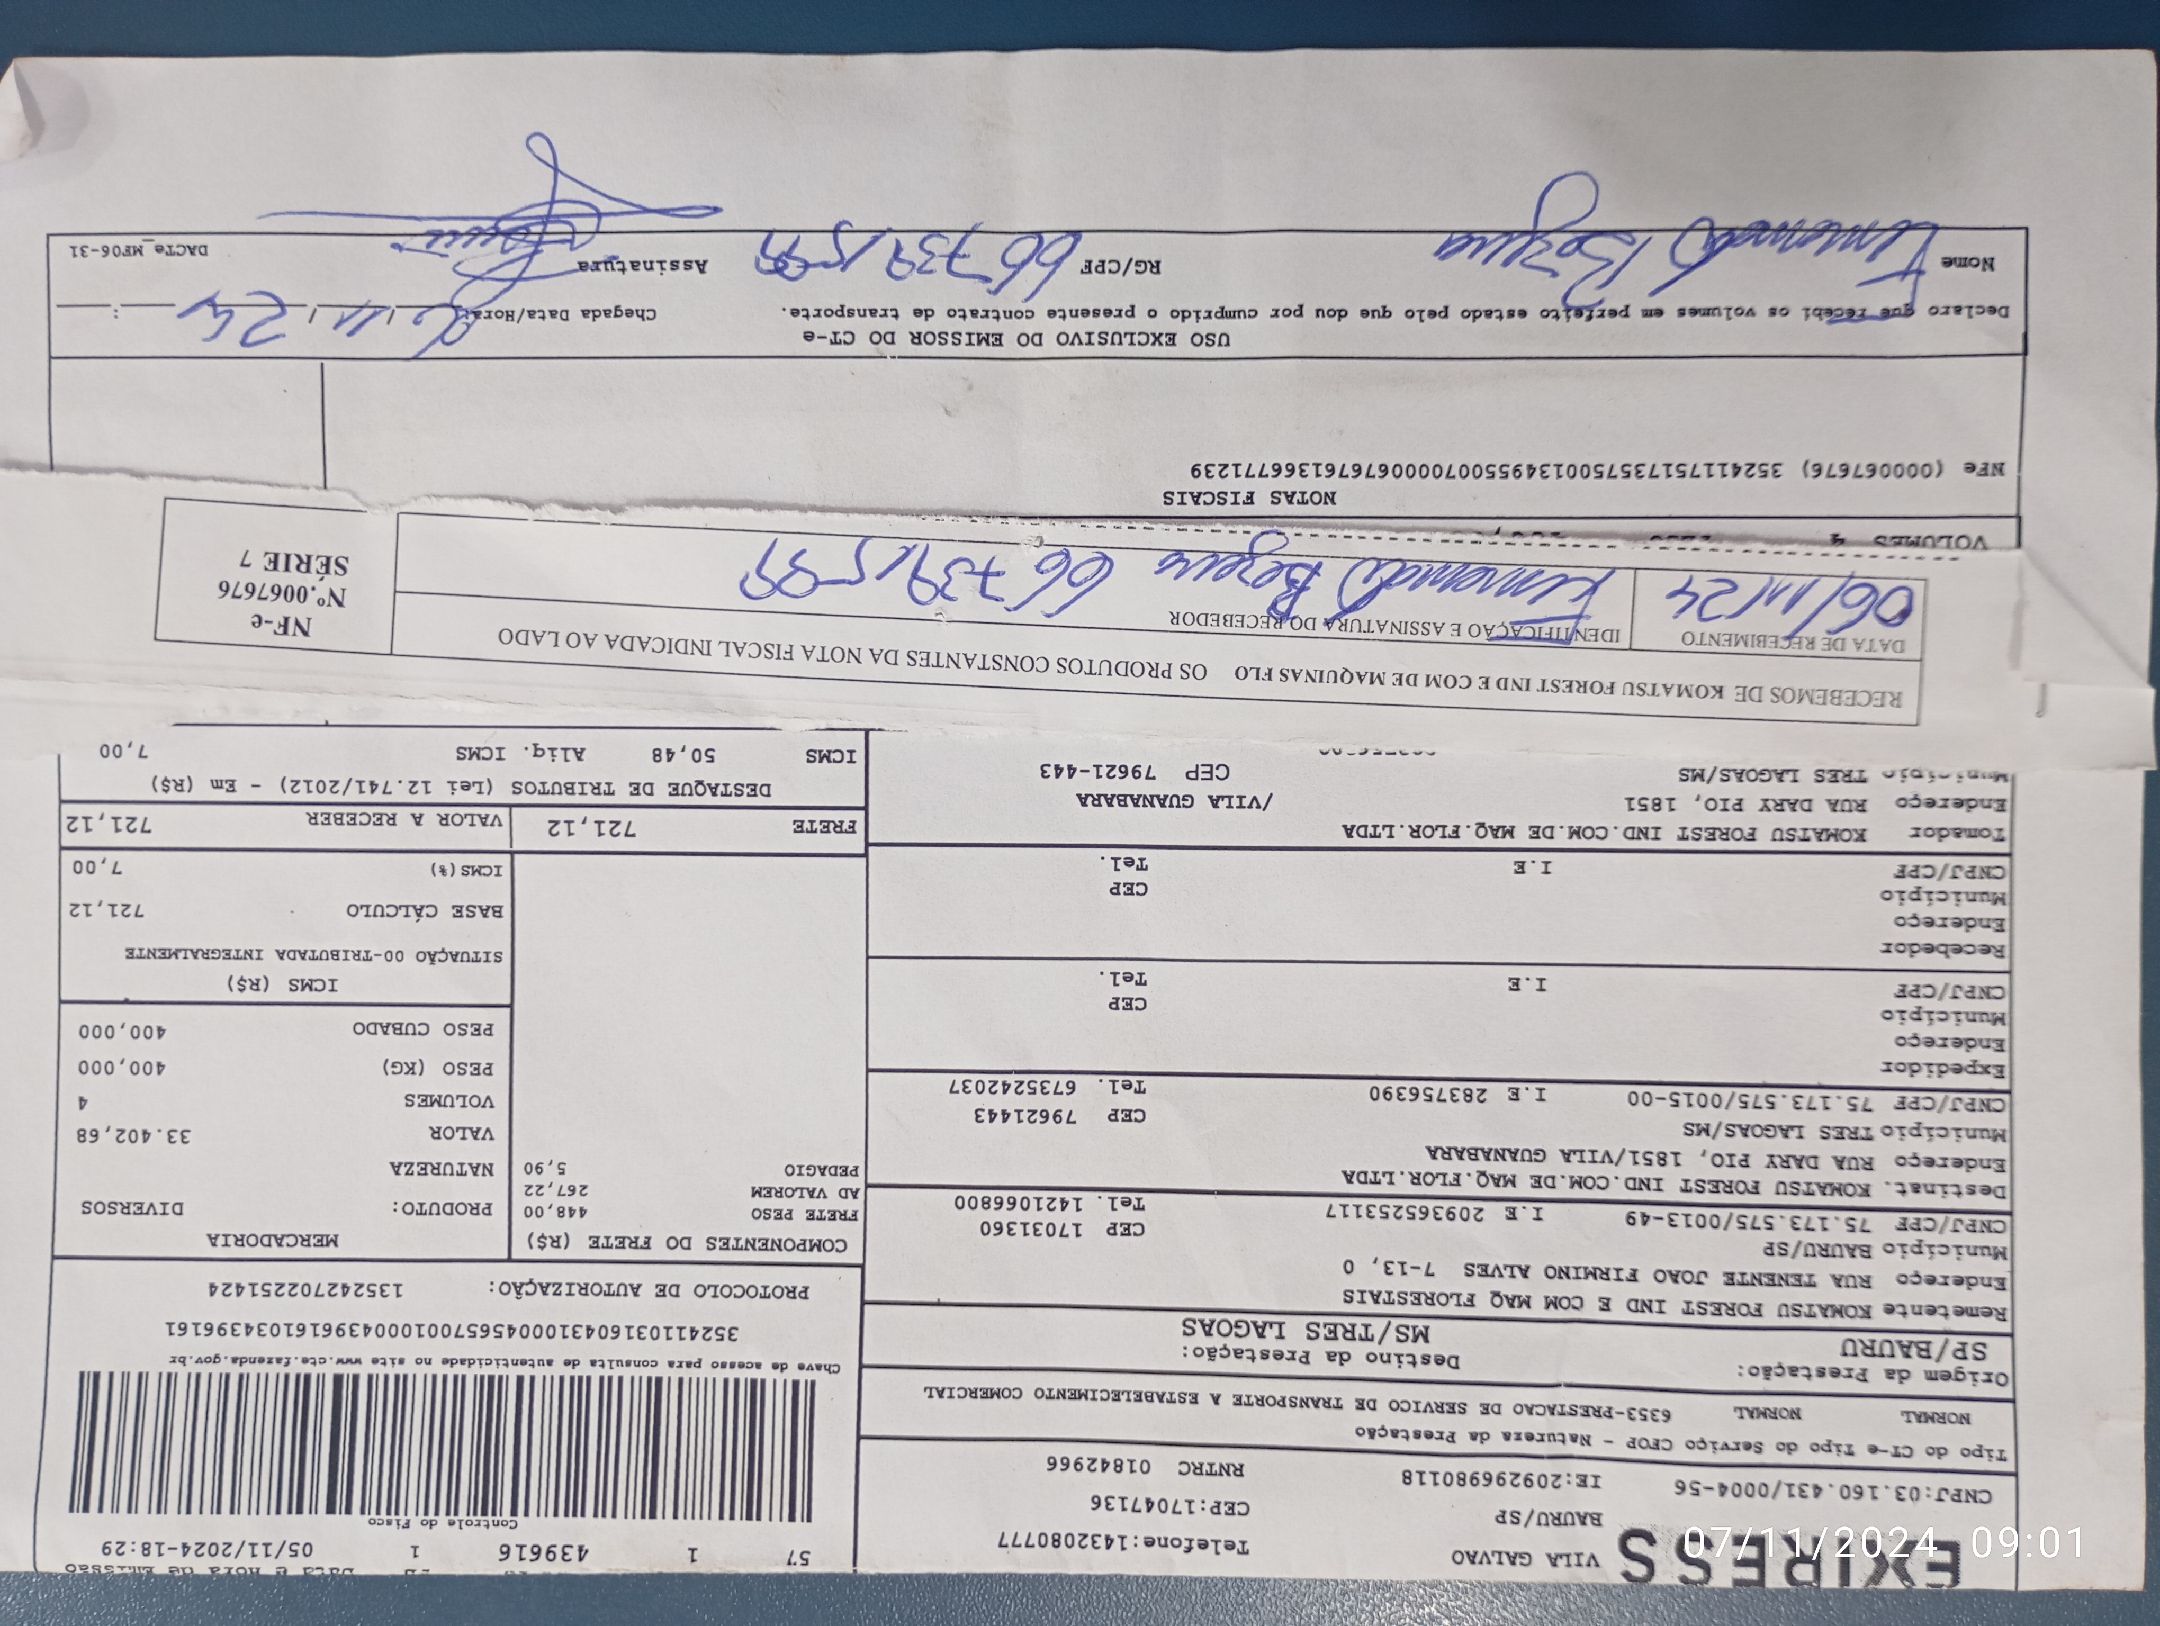 EXPRESS
VILA GALVAO Telefone:1432080777
BAURU/SP CEP:17047136
CNPJ:03.160.431/0004-56 IE:209296980118 RNTRC 01842966
57 1 439616 1 05/11/2024-18:29
Controle do Fisco
Tipo do CT-e Tipo do Serviço CFOP - Natureza da Prestação
NORMAL NORMAL 6353-PRESTACAO DE SERVICO DE TRANSPORTE A ESTABELECIMENTO COMERCIAL
Chave de acesso para consulta de autenticidade no site www.cte.fazenda.gov.br
Origem da Prestação: Destino da Prestação:
SP/BAURU MS/TRES LAGOAS
PROTOCOLO DE AUTORIZAÇÃO: 135242702251424
Remetente KOMATSU FOREST IND E COM MAQ FLORESTAIS
Endereço RUA TENENTE JOAO FIRMINO ALVES 7-13, 0
Município BAURU/SP CEP 17031360
CNPJ/CPF 75.173.575/0013-49 I.E 209365253117 Tel. 1421066800
Destinat. KOMATSU FOREST IND.COM.DE MAQ.FLOR.LTDA
Endereço RUA DARY PIO, 1851/VILA GUANABARA
Município TRES LAGOAS/MS CEP 79621443
CNPJ/CPF 75.173.575/0015-00 I.E 283756390 Tel. 6735242037
Expedidor
Endereço
Município CEP
CNPJ/CPF I.E Tel.
Recebedor
Endereço
Município CEP
CNPJ/CPF I.E Tel.
Tomador KOMATSU FOREST IND.COM.DE MAQ.FLOR.LTDA
Endereço RUA DARY PIO, 1851 /VILA GUANABARA
Município TRES LAGOAS/MS CEP 79621-443
COMPONENTES DO FRETE (R$)
FRETE PESO 448,00
AD VALOREM 267,22
PEDAGIO 5,90
FRETE 721,12
MERCADORIA
PRODUTO: DIVERSOS
NATUREZA
VALOR 33.402,68
VOLUMES 4
PESO (KG) 400,000
PESO CUBADO 400,000
ICMS (R$)
SITUAÇÃO 00-TRIBUTADA INTEGRALMENTE
BASE CÁLCULO 721,12
ICMS(%) 7,00
VALOR A RECEBER 721,12
DESTAQUE DE TRIBUTOS (Lei 12.741/2012) - Em (R$)
ICMS 50,48 Aliq. ICMS 7,00
RECEBEMOS DE KOMATSU FOREST IND E COM DE MAQUINAS FLO OS PRODUTOS CONSTANTES DA NOTA FISCAL INDICADA AO LADO
DATA DE RECEBIMENTO IDENTIFICAÇÃO E ASSINATURA DO RECEBEDOR
06/11/24
NF-e
Nº.0067676
SÉRIE 7
VOLUMES 4
NOTAS FISCAIS
NFe (000067676) 35241175173575001349550070000676761366771239
USO EXCLUSIVO DO EMISSOR DO CT-e
Declaro que recebi os volumes em perfeito estado pelo que dou por cumprido o presente contrato de transporte.
Chegada Data/Hora: 6/11/24 :
Nome
RG/CPF
Assinatura
DACTe_MF06-31
07/11/2024 09:01